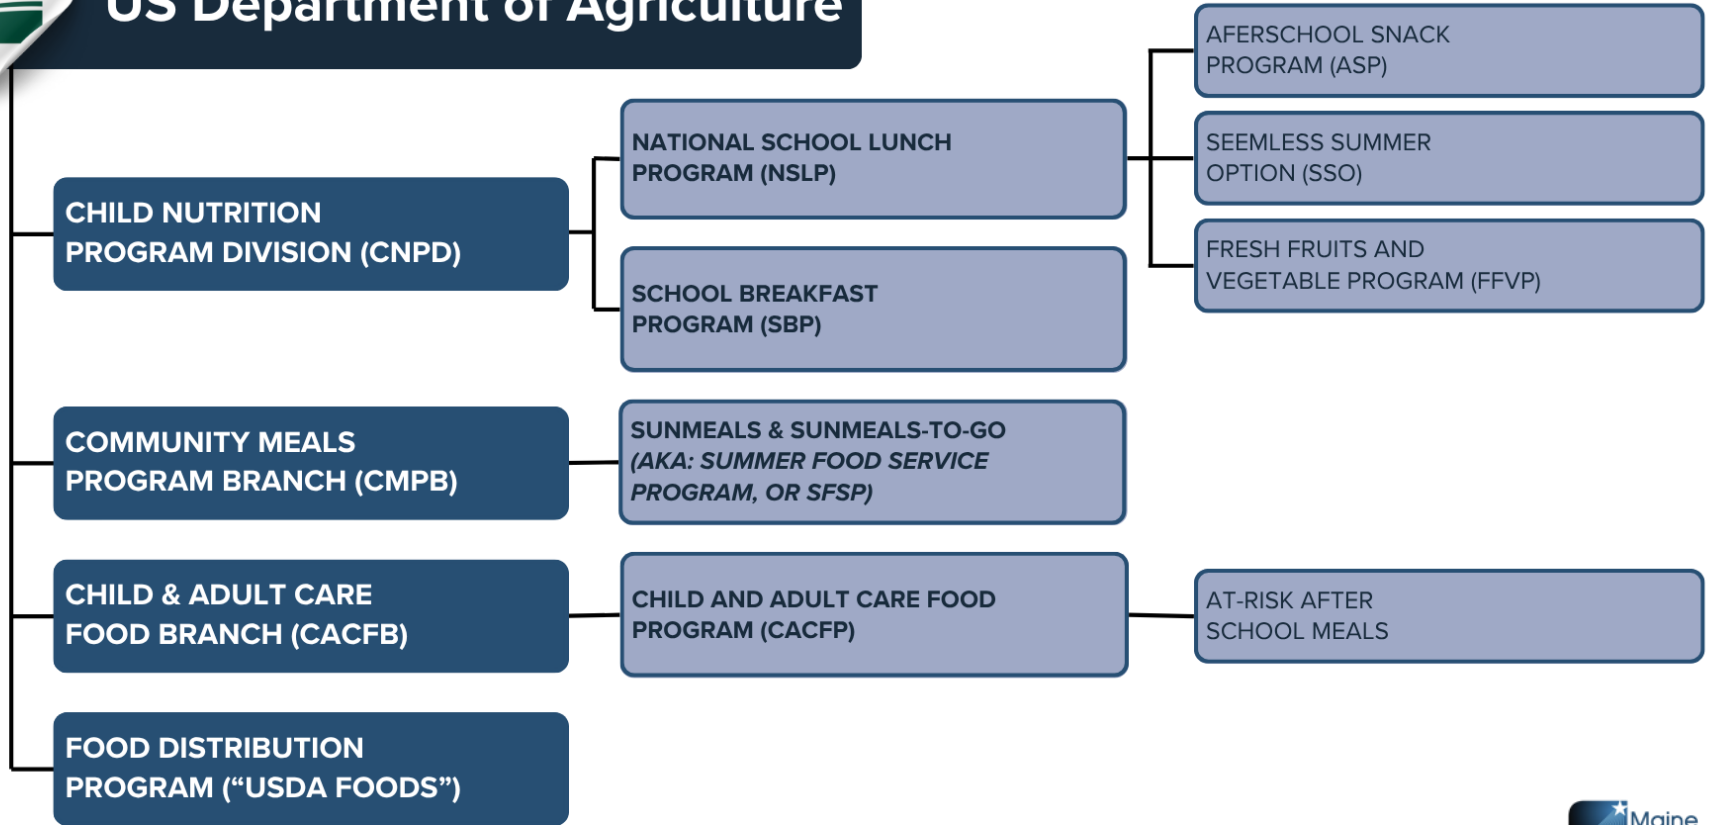 US Department of Agriculture
CHILD NUTRITION
PROGRAM DIVISION (CNPD)
NATIONAL SCHOOL LUNCH
PROGRAM (NSLP)
AFERSCHOOL SNACK
PROGRAM (ASP)
SEEMLESS SUMMER
OPTION (SSO)
FRESH FRUITS AND
VEGETABLE PROGRAM (FFVP)
SCHOOL BREAKFAST
PROGRAM (SBP)
COMMUNITY MEALS
PROGRAM BRANCH (CMPB)
SUNMEALS & SUNMEALS-TO-GO
(AKA: SUMMER FOOD SERVICE
PROGRAM, OR SFSP)
CHILD & ADULT CARE
FOOD BRANCH (CACFB)
CHILD AND ADULT CARE FOOD
PROGRAM (CACFP)
AT-RISK AFTER
SCHOOL MEALS
FOOD DISTRIBUTION
PROGRAM (“USDA FOODS”)
Maine